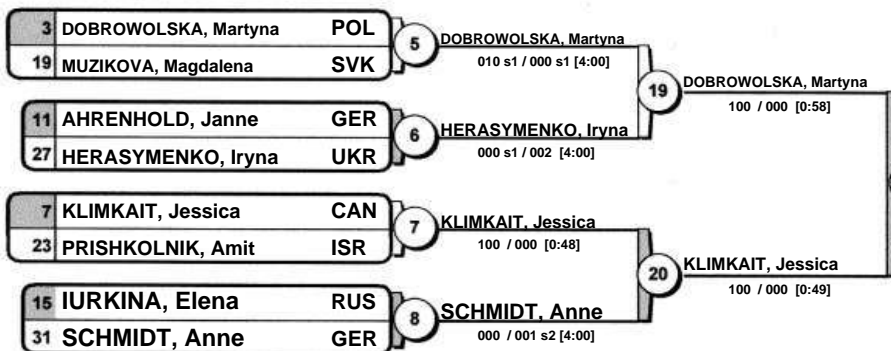 3 DOBROWOLSKA, Martyna POL
19 MUZIKOVA, Magdalena SVK
5
DOBROWOLSKA, Martyna
010 s1 / 000 s1 [4:00]
11 AHRENHOLD, Janne GER
27 HERASYMENKO, Iryna UKR
6
HERASYMENKO, Iryna
000 s1 / 002 [4:00]
19
DOBROWOLSKA, Martyna
100 / 000 [0:58]
7 KLIMKAIT, Jessica CAN
23 PRISHKOLNIK, Amit ISR
7
KLIMKAIT, Jessica
100 / 000 [0:48]
15 IURKINA, Elena RUS
31 SCHMIDT, Anne GER
8
SCHMIDT, Anne
000 / 001 s2 [4:00]
20
KLIMKAIT, Jessica
100 / 000 [0:49]